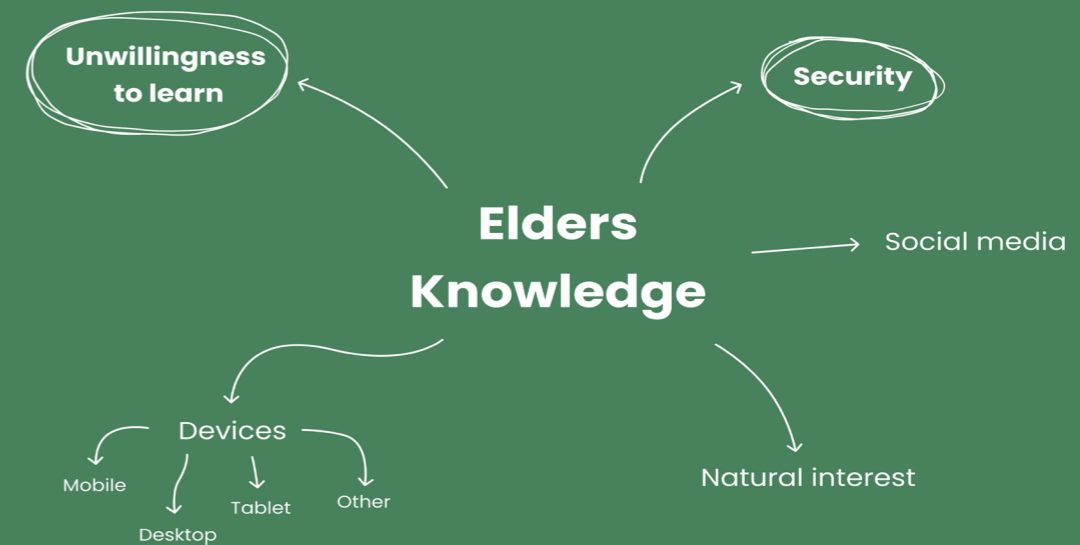 Unwillingness
to learn
Security
Elders
Knowledge
Social media
Devices
Natural interest
Mobile
Tablet
Other
Desktop